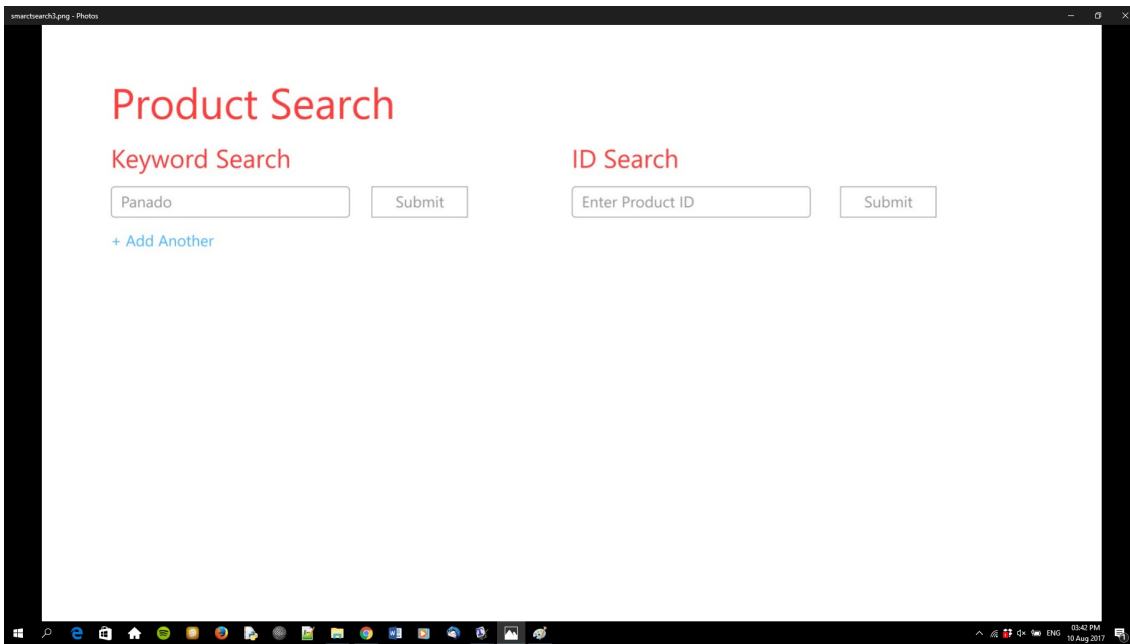 smarctsearch3.png - Photos
Product Search
Keyword Search
ID Search
Panado
Submit
Enter Product ID
Submit
+ Add Another
ENG
03:42 PM
10 Aug 2017